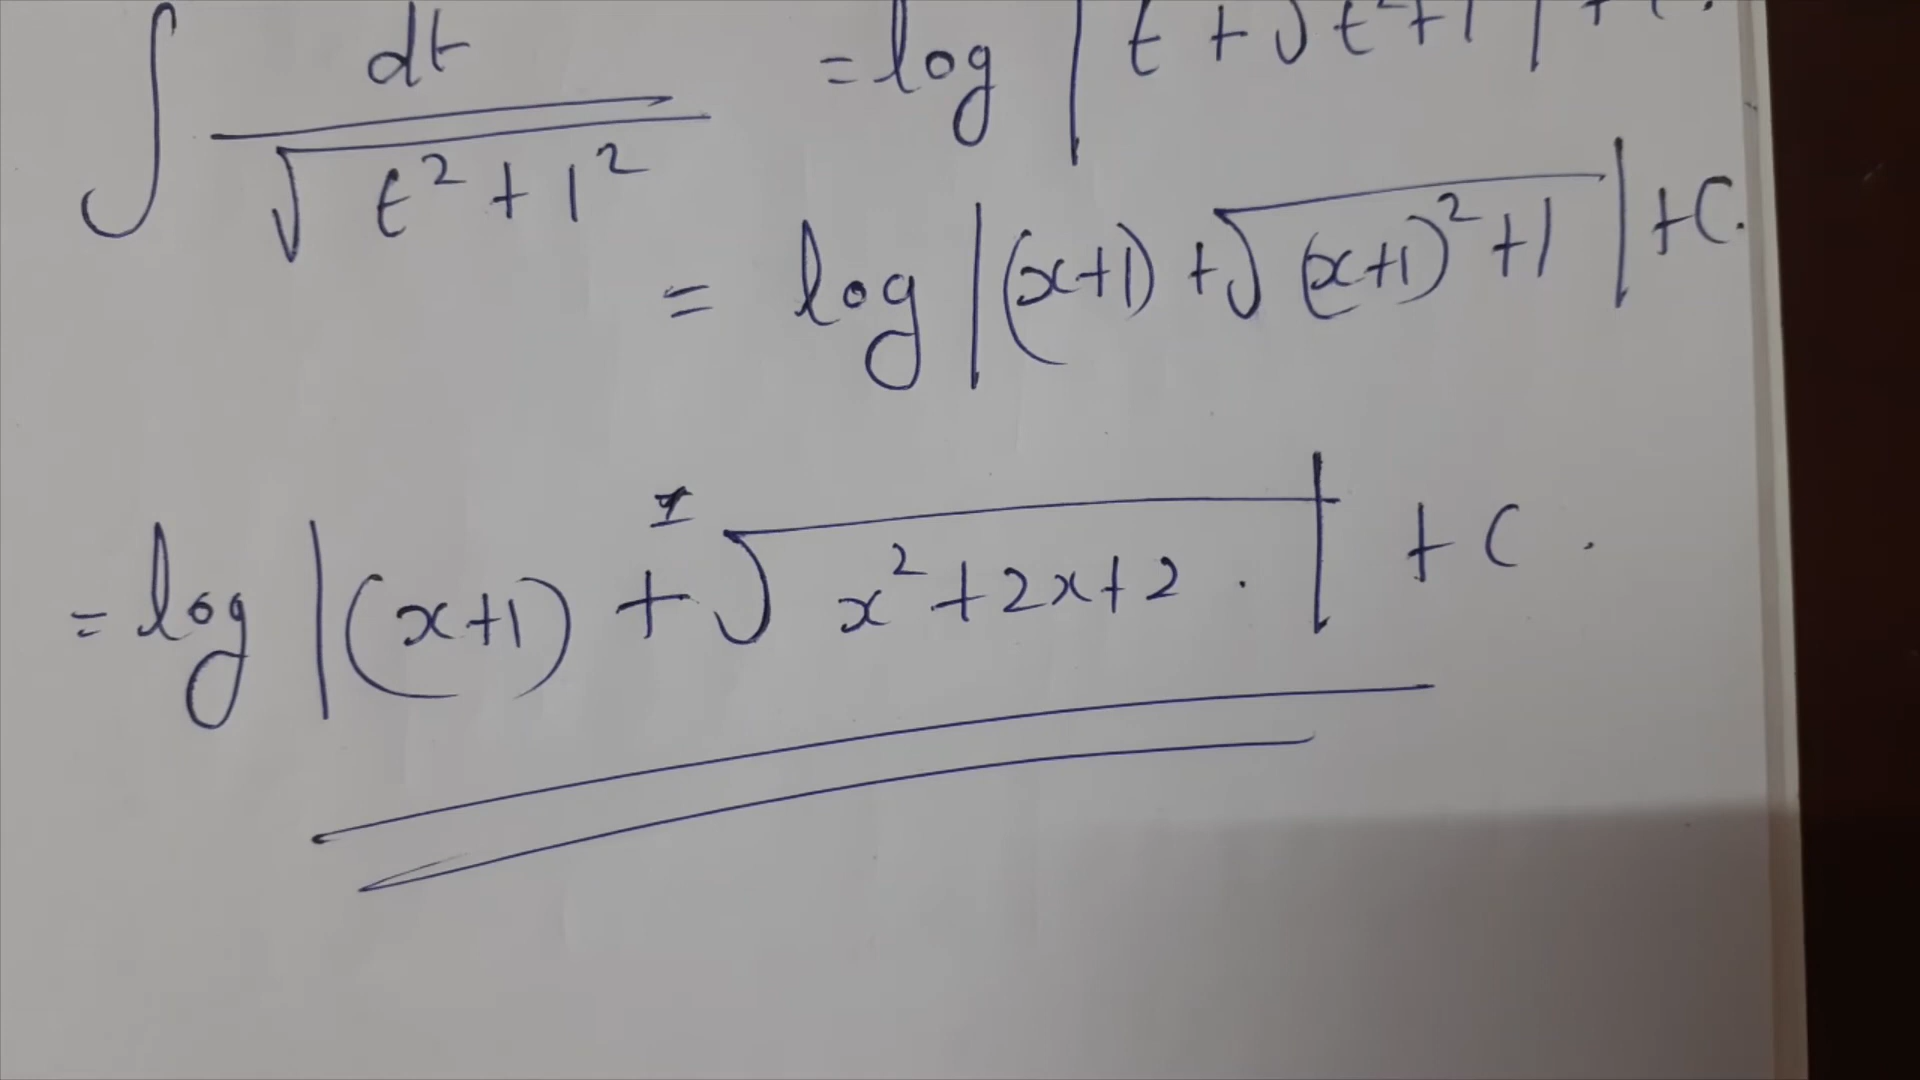 ∫ dt / √(t² + 1²) = log | t + √t² + 1 | + C.
= log | (x+1) + √(x+1)² + 1 | + C.
= log | (x+1) + √x² + 2x + 2 . | + C .